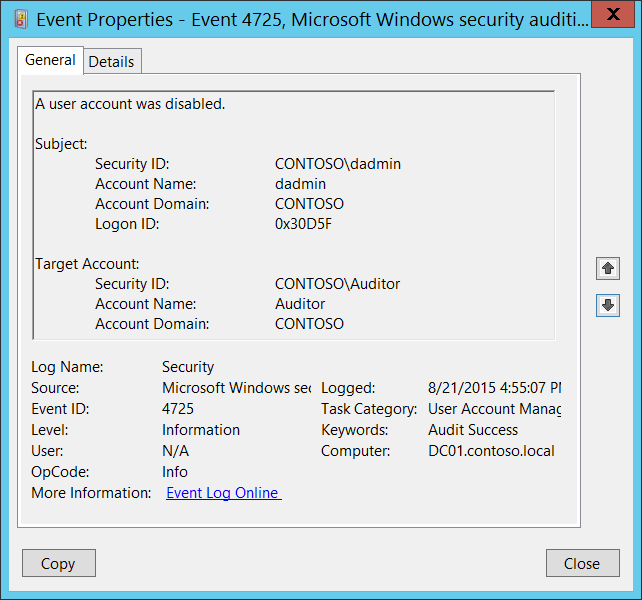 Event Properties - Event 4725, Microsoft Windows security auditi...
X
General Details
A user account was disabled.
Subject:
Security ID: CONTOSO\dadmin
Account Name: dadmin
Account Domain: CONTOSO
Logon ID: 0x30D5F
Target Account:
Security ID: CONTOSO\Auditor
Account Name: Auditor
Account Domain: CONTOSO
Log Name: Security
Source: Microsoft Windows sec Logged: 8/21/2015 4:55:07 PM
Event ID: 4725 Task Category: User Account Manag
Level: Information Keywords: Audit Success
User: N/A Computer: DC01.contoso.local
OpCode: Info
More Information: Event Log Online
Copy Close